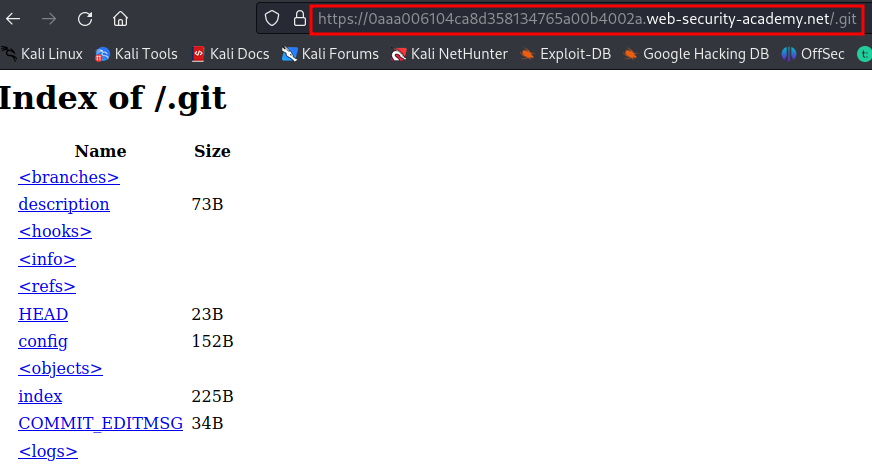 https://0aaa006104ca8d358134765a00b4002a.web-security-academy.net/.git
Kali Linux Kali Tools Kali Docs Kali Forums Kali NetHunter Exploit-DB Google Hacking DB OffSec
Index of /.git
Name Size
<branches>
description 73B
<hooks>
<info>
<refs>
HEAD 23B
config 152B
<objects>
index 225B
COMMIT_EDITMSG 34B
<logs>